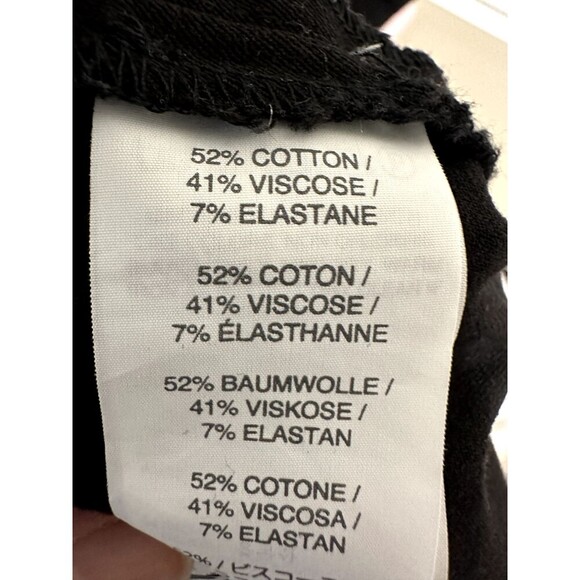 52% COTTON /
41% VISCOSE /
7% ELASTANE
52% COTON /
41% VISCOSE /
7% ÉLASTHANNE
52% BAUMWOLLE /
41% VISKOSE /
7% ELASTAN
52% COTONE /
41% VISCOSA /
7% ELASTAN